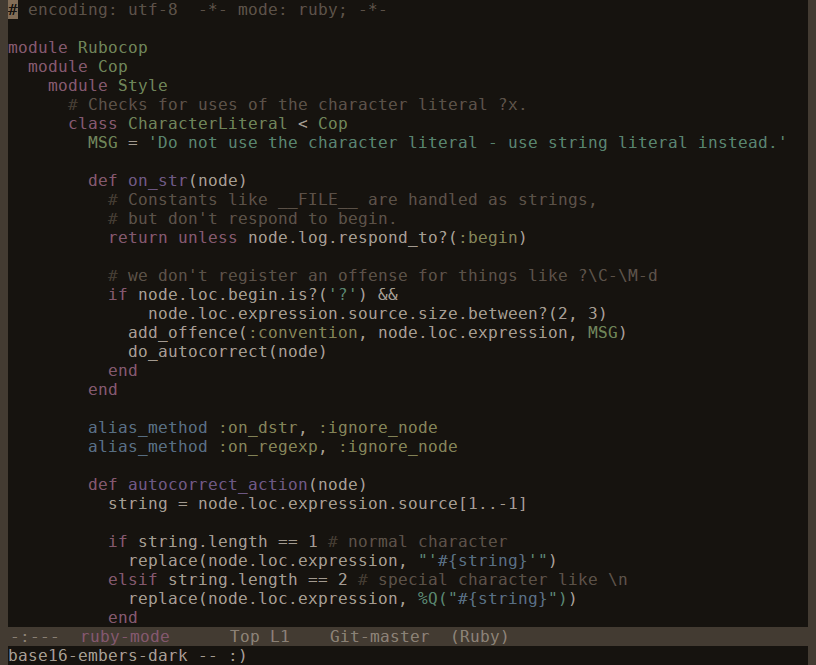 # encoding: utf-8  -*- mode: ruby; -*-

module Rubocop
  module Cop
    module Style
      # Checks for uses of the character literal ?x.
      class CharacterLiteral < Cop
        MSG = 'Do not use the character literal - use string literal instead.'

        def on_str(node)
          # Constants like __FILE__ are handled as strings,
          # but don't respond to begin.
          return unless node.log.respond_to?(:begin)

          # we don't register an offense for things like ?\C-\M-d
          if node.loc.begin.is?('?') &&
              node.loc.expression.source.size.between?(2, 3)
            add_offence(:convention, node.loc.expression, MSG)
            do_autocorrect(node)
          end
        end

        alias_method :on_dstr, :ignore_node
        alias_method :on_regexp, :ignore_node

        def autocorrect_action(node)
          string = node.loc.expression.source[1..-1]

          if string.length == 1 # normal character
            replace(node.loc.expression, "'#{string}'")
          elsif string.length == 2 # special character like \n
            replace(node.loc.expression, %Q("#{string}"))
          end
-:---  ruby-mode      Top L1    Git-master  (Ruby)
base16-embers-dark -- :)